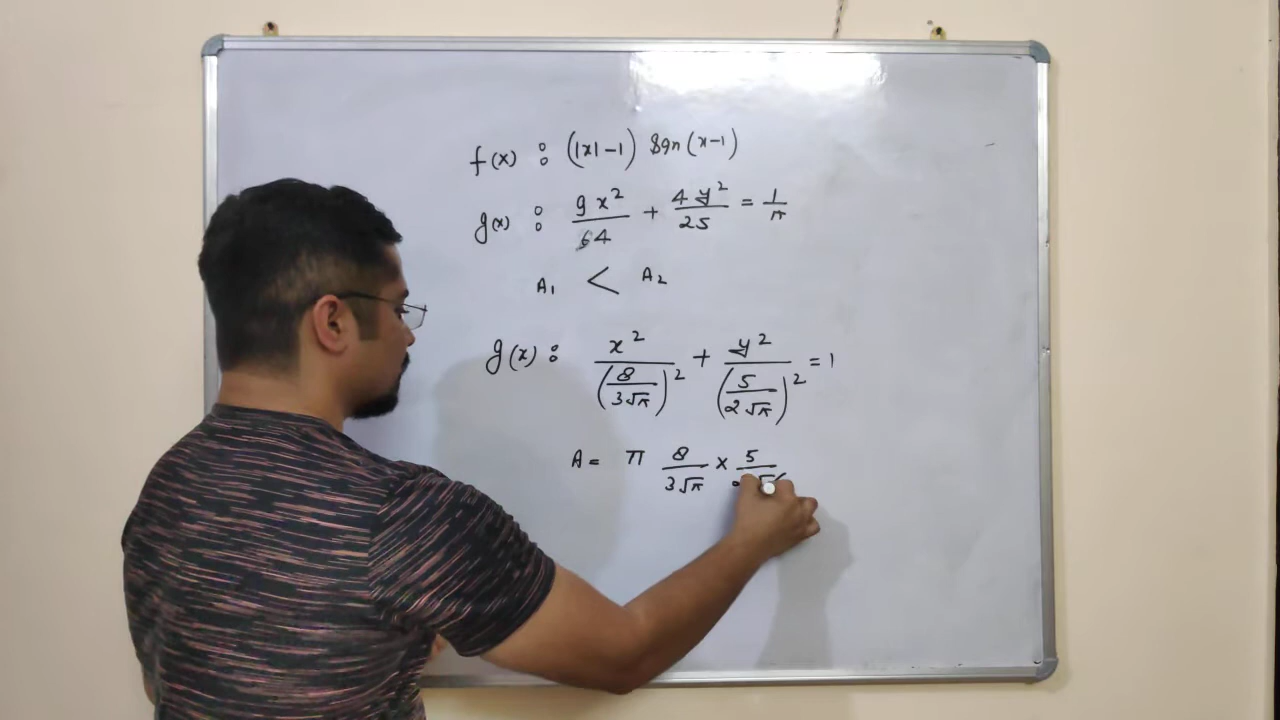 f(x) : (|x|-1) Sgn(x-1)
g(x) : 9x²/64 + 4y²/25 = 1/π
A₁ < A₂
g(x) : x²/(8/3√π)² + y²/(5/2√π)² = 1
A = π 8/3√π × 5/